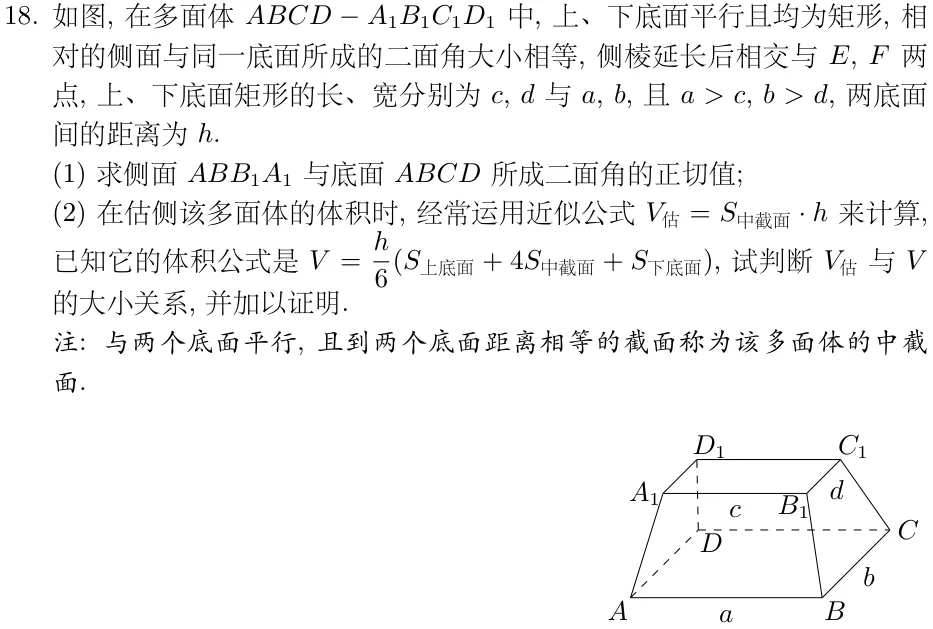 18. 如图, 在多面体 ABCD − A₁B₁C₁D₁ 中, 上、下底面平行且均为矩形, 相
对的侧面与同一底面所成的二面角大小相等, 侧棱延长后相交与 E, F 两
点, 上、下底面矩形的长、宽分别为 c, d 与 a, b, 且 a > c, b > d, 两底面
间的距离为 h.
(1) 求侧面 ABB₁A₁ 与底面 ABCD 所成二面角的正切值;
(2) 在估侧该多面体的体积时, 经常运用近似公式 V估 = S中截面 · h 来计算,
已知它的体积公式是 V = h/6 (S上底面 + 4S中截面 + S下底面), 试判断 V估 与 V
的大小关系, 并加以证明.
注: 与两个底面平行, 且到两个底面距离相等的截面称为该多面体的中截
面.
D₁ C₁
A₁ c B₁ d
D C
b
A a B